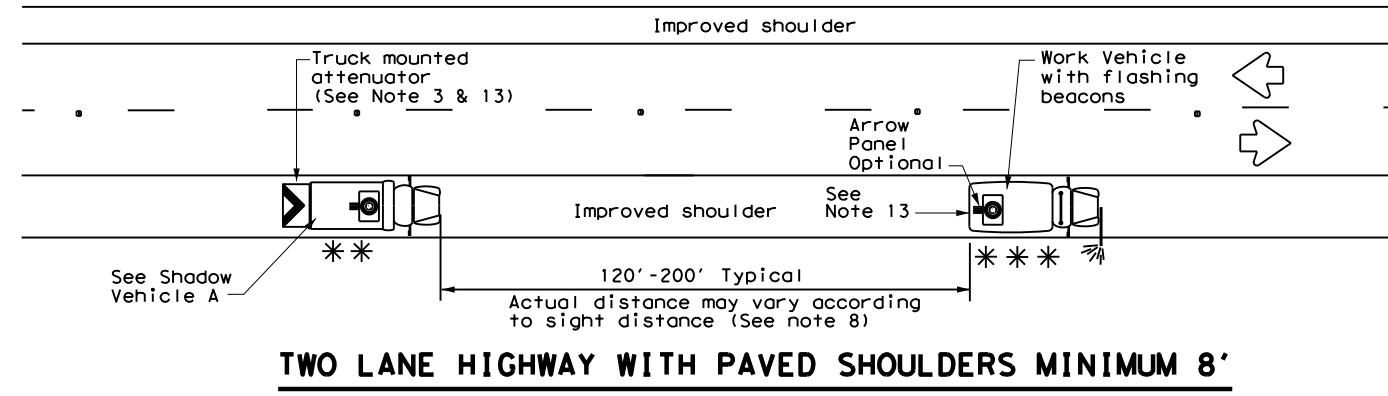 Improved shoulder
Truck mounted
attenuator
(See Note 3 & 13)
Work Vehicle
with flashing
beacons
Arrow
Panel
Optional
See
Note 13
Improved shoulder
See Shadow
Vehicle A
120'-200' Typical
Actual distance may vary according
to sight distance (See note 8)
TWO LANE HIGHWAY WITH PAVED SHOULDERS MINIMUM 8'